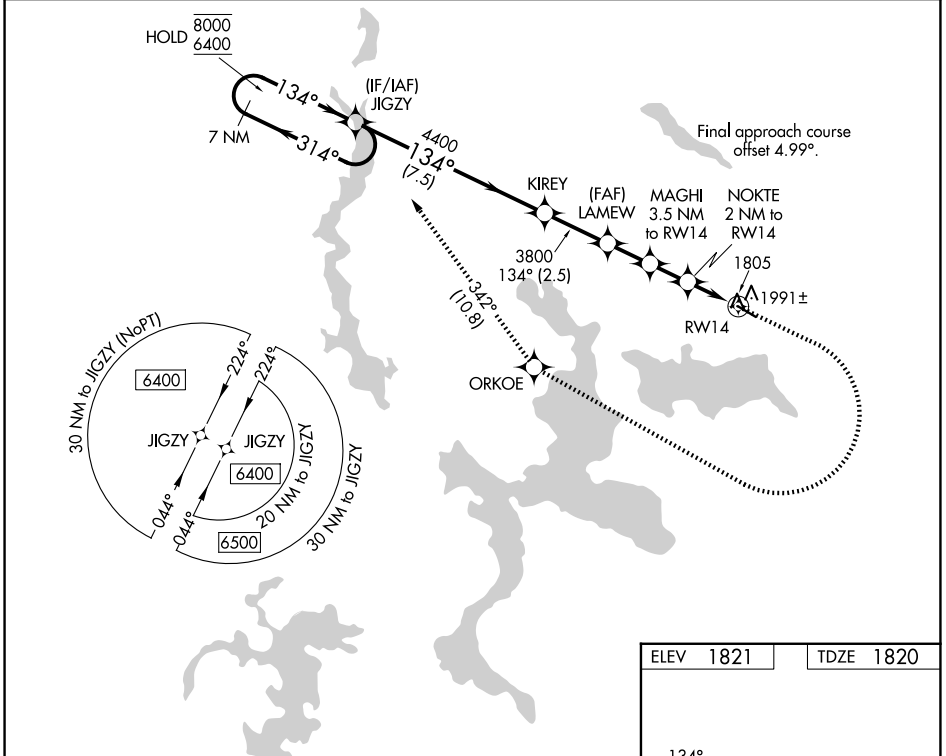 HOLD 8000
6400
134°
314°
7 NM
(IF/IAF)
JIGZY
4400
134°
(7.5)
Final approach course
offset 4.99°.
KIREY
(FAF)
LAMEW
MAGHI
3.5 NM
to RW14
NOKTE
2 NM to
RW14
3800
134° (2.5)
1805
1991±
RW14
342°
(10.8)
ORKOE
30 NM to JIGZY (NoPT)
6400
224°
224°
JIGZY
JIGZY
6400
044°
044°
20 NM to JIGZY
30 NM to JIGZY
6500
ELEV 1821
TDZE 1820
134°